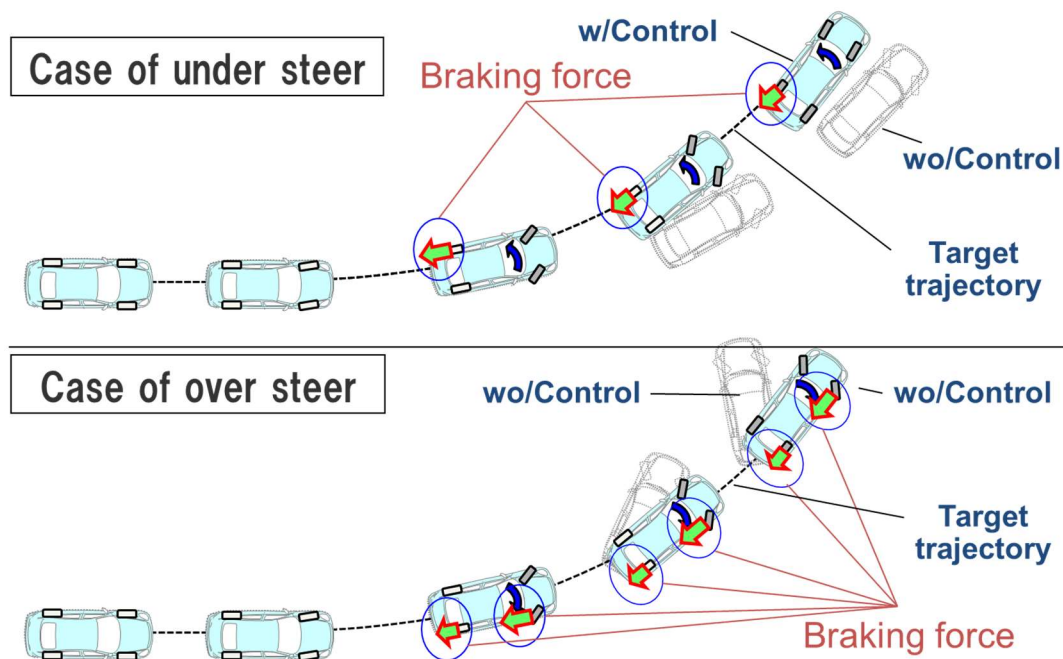 Case of under steer
Braking force
w/Control
wo/Control
Target
trajectory
Case of over steer
wo/Control
wo/Control
Target
trajectory
Braking force